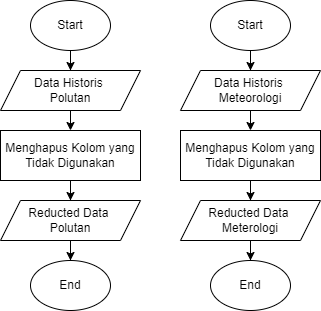 Start
Data Historis
Polutan
Menghapus Kolom yang
Tidak Digunakan
Reducted Data
Polutan
End
Start
Data Historis
Meteorologi
Menghapus Kolom yang
Tidak Digunakan
Reducted Data
Meterologi
End